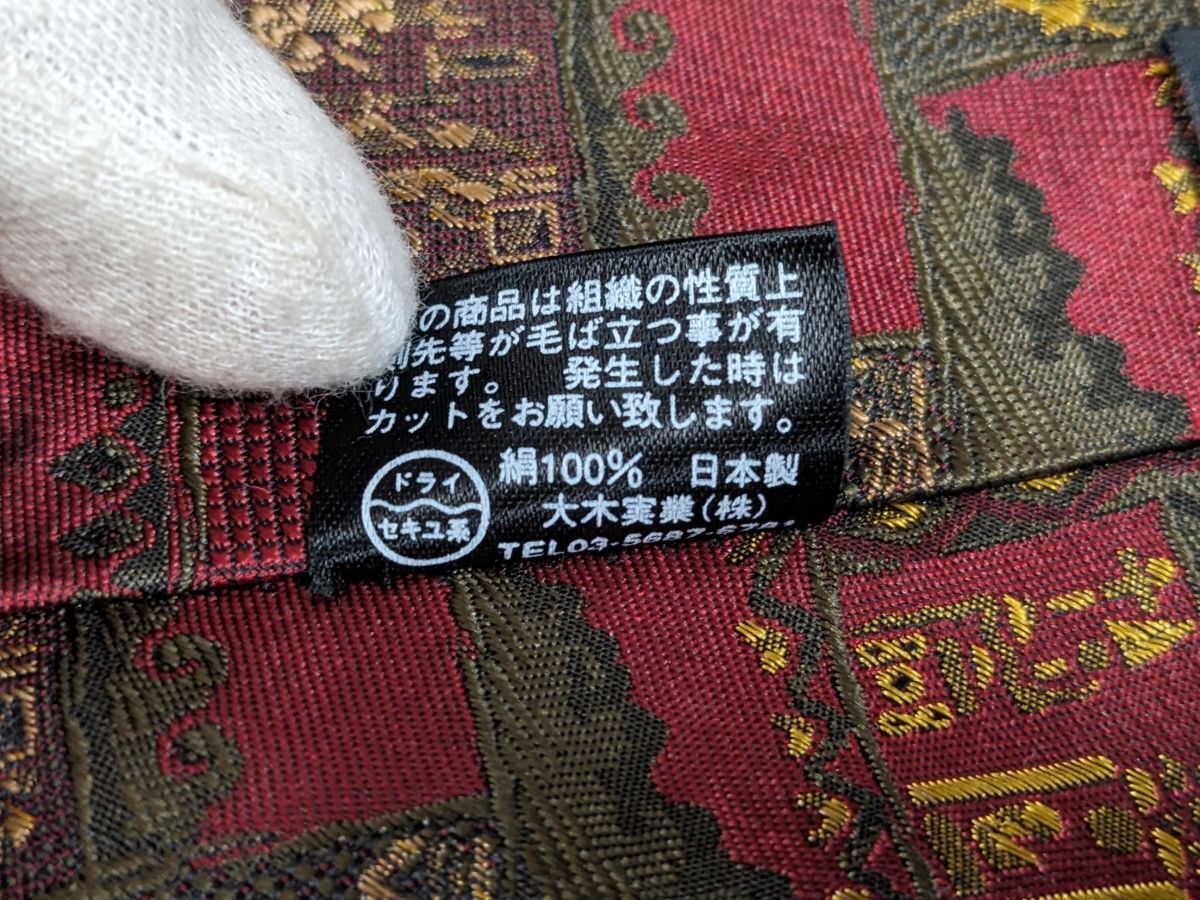 の商品は組織の性質上
剣先等が毛ば立つ事が有
ります。 発生した時は
カットをお願い致します。
ドライ
セキユ系
絹100% 日本製
大木実業(株)
TEL03-5687-